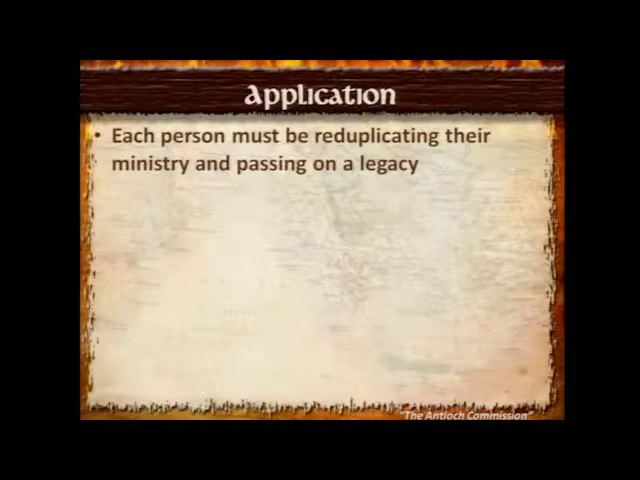 Application
• Each person must be reduplicating their
ministry and passing on a legacy
"The Antioch Commission"